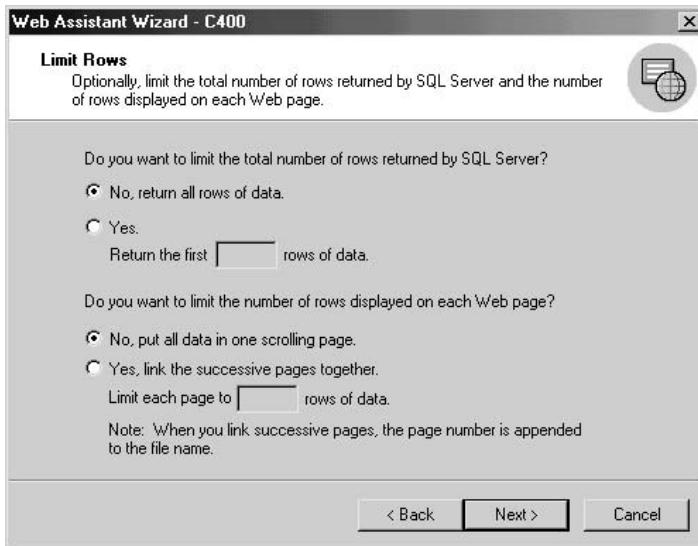 Web Assistant Wizard - C400
Limit Rows
Optionally, limit the total number of rows returned by SQL Server and the number
of rows displayed on each Web page.
Do you want to limit the total number of rows returned by SQL Server?
No, return all rows of data.
Yes.
Return the first rows of data.
Do you want to limit the number of rows displayed on each Web page?
No, put all data in one scrolling page.
Yes, link the successive pages together.
Limit each page to rows of data.
Note: When you link successive pages, the page number is appended
to the file name.
< Back Next > Cancel